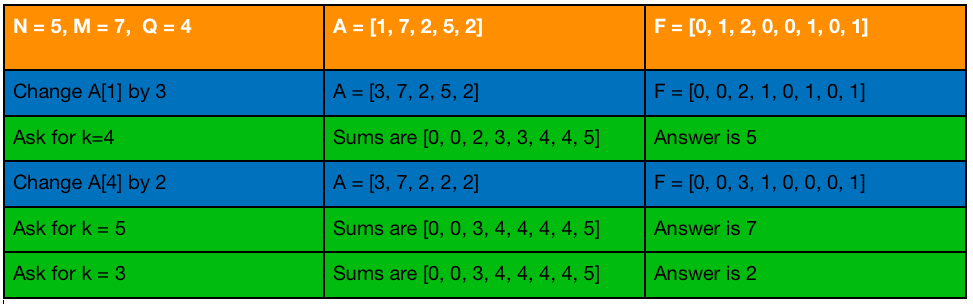 N = 5, M = 7, Q = 4 A = [1, 7, 2, 5, 2] F = [0, 1, 2, 0, 0, 1, 0, 1]
Change A[1] by 3 A = [3, 7, 2, 5, 2] F = [0, 0, 2, 1, 0, 1, 0, 1]
Ask for k=4 Sums are [0, 0, 2, 3, 3, 4, 4, 5] Answer is 5
Change A[4] by 2 A = [3, 7, 2, 2, 2] F = [0, 0, 3, 1, 0, 0, 0, 1]
Ask for k = 5 Sums are [0, 0, 3, 4, 4, 4, 4, 5] Answer is 7
Ask for k = 3 Sums are [0, 0, 3, 4, 4, 4, 4, 5] Answer is 2